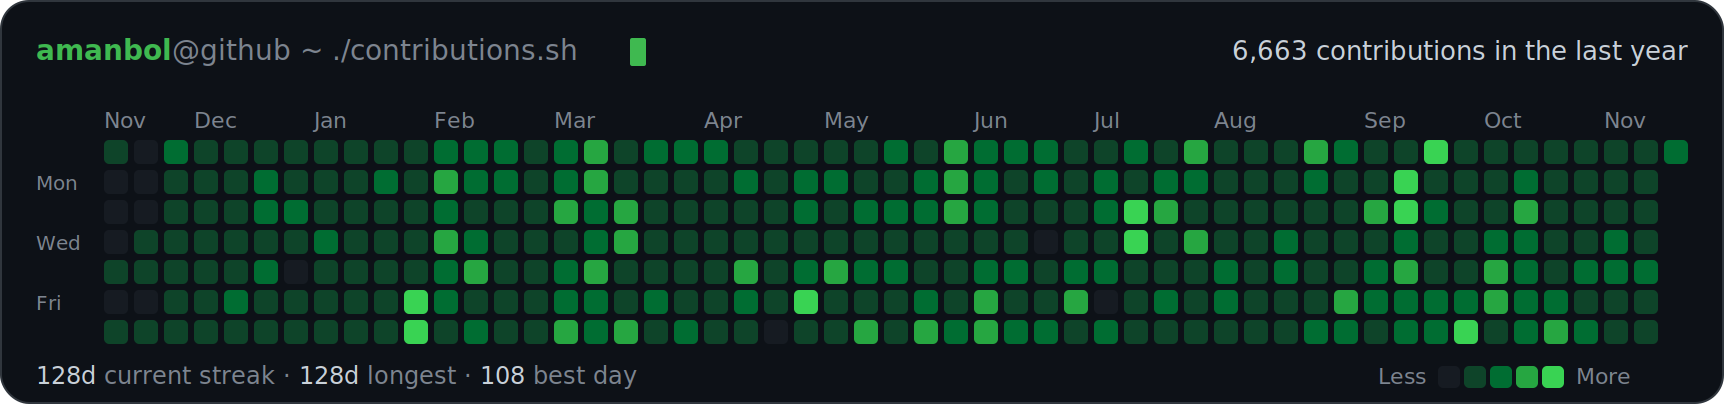 amanbol@github ~ ./contributions.sh
6,663 contributions in the last year
Nov Dec Jan Feb Mar Apr May Jun Jul Aug Sep Oct Nov
Mon
Wed
Fri
128d current streak · 128d longest · 108 best day
Less More